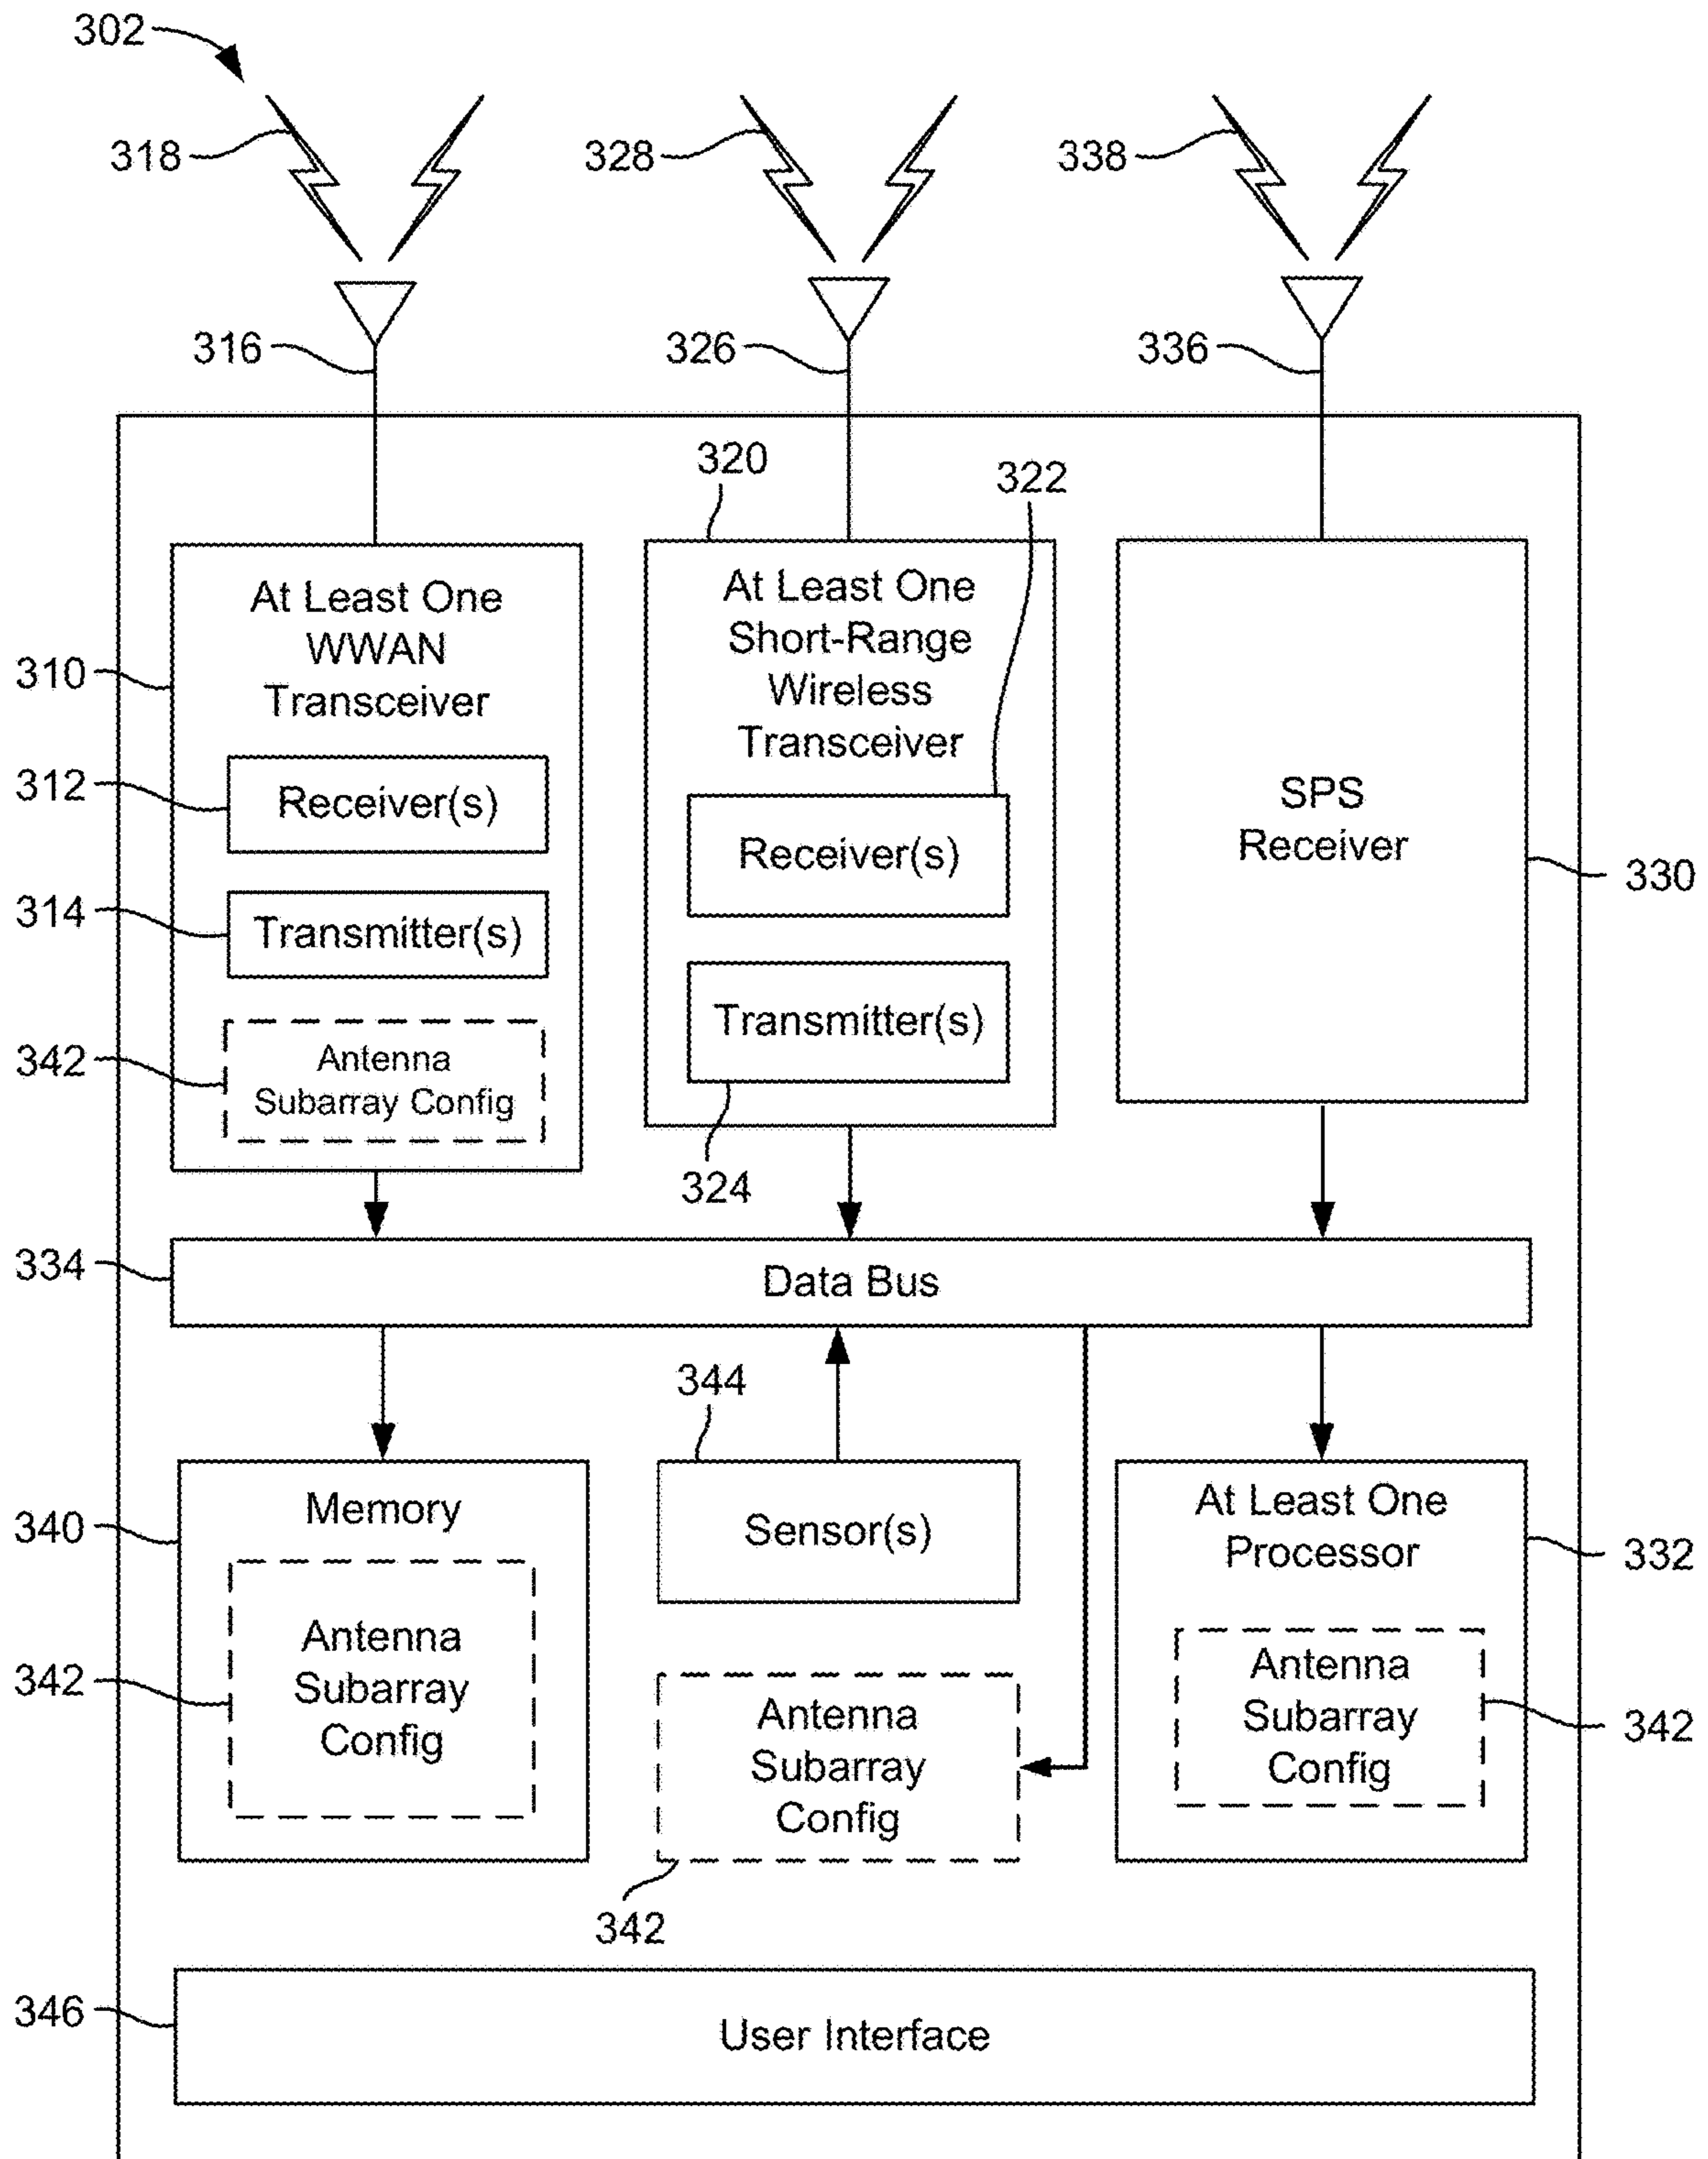 302
318
328
338
316
326
336
320
322
At Least One
WWAN
Transceiver
310
At Least One
Short-Range
Wireless
Transceiver
312
Receiver(s)
Receiver(s)
SPS
Receiver
330
314
Transmitter(s)
Transmitter(s)
342
Antenna
Subarray Config
324
334
Data Bus
344
340
Memory
Sensor(s)
At Least One
Processor
332
342
Antenna
Subarray
Config
Antenna
Subarray
Config
Antenna
Subarray
Config
342
342
346
User Interface